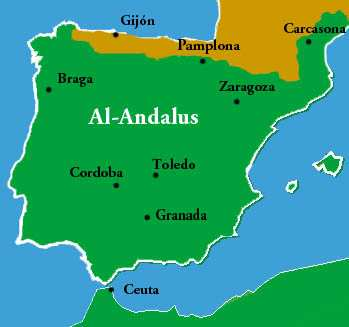 Gijón
Carcasona
Pamplona
Braga
Zaragoza
Al-Andalus
Toledo
Cordoba
Granada
Ceuta